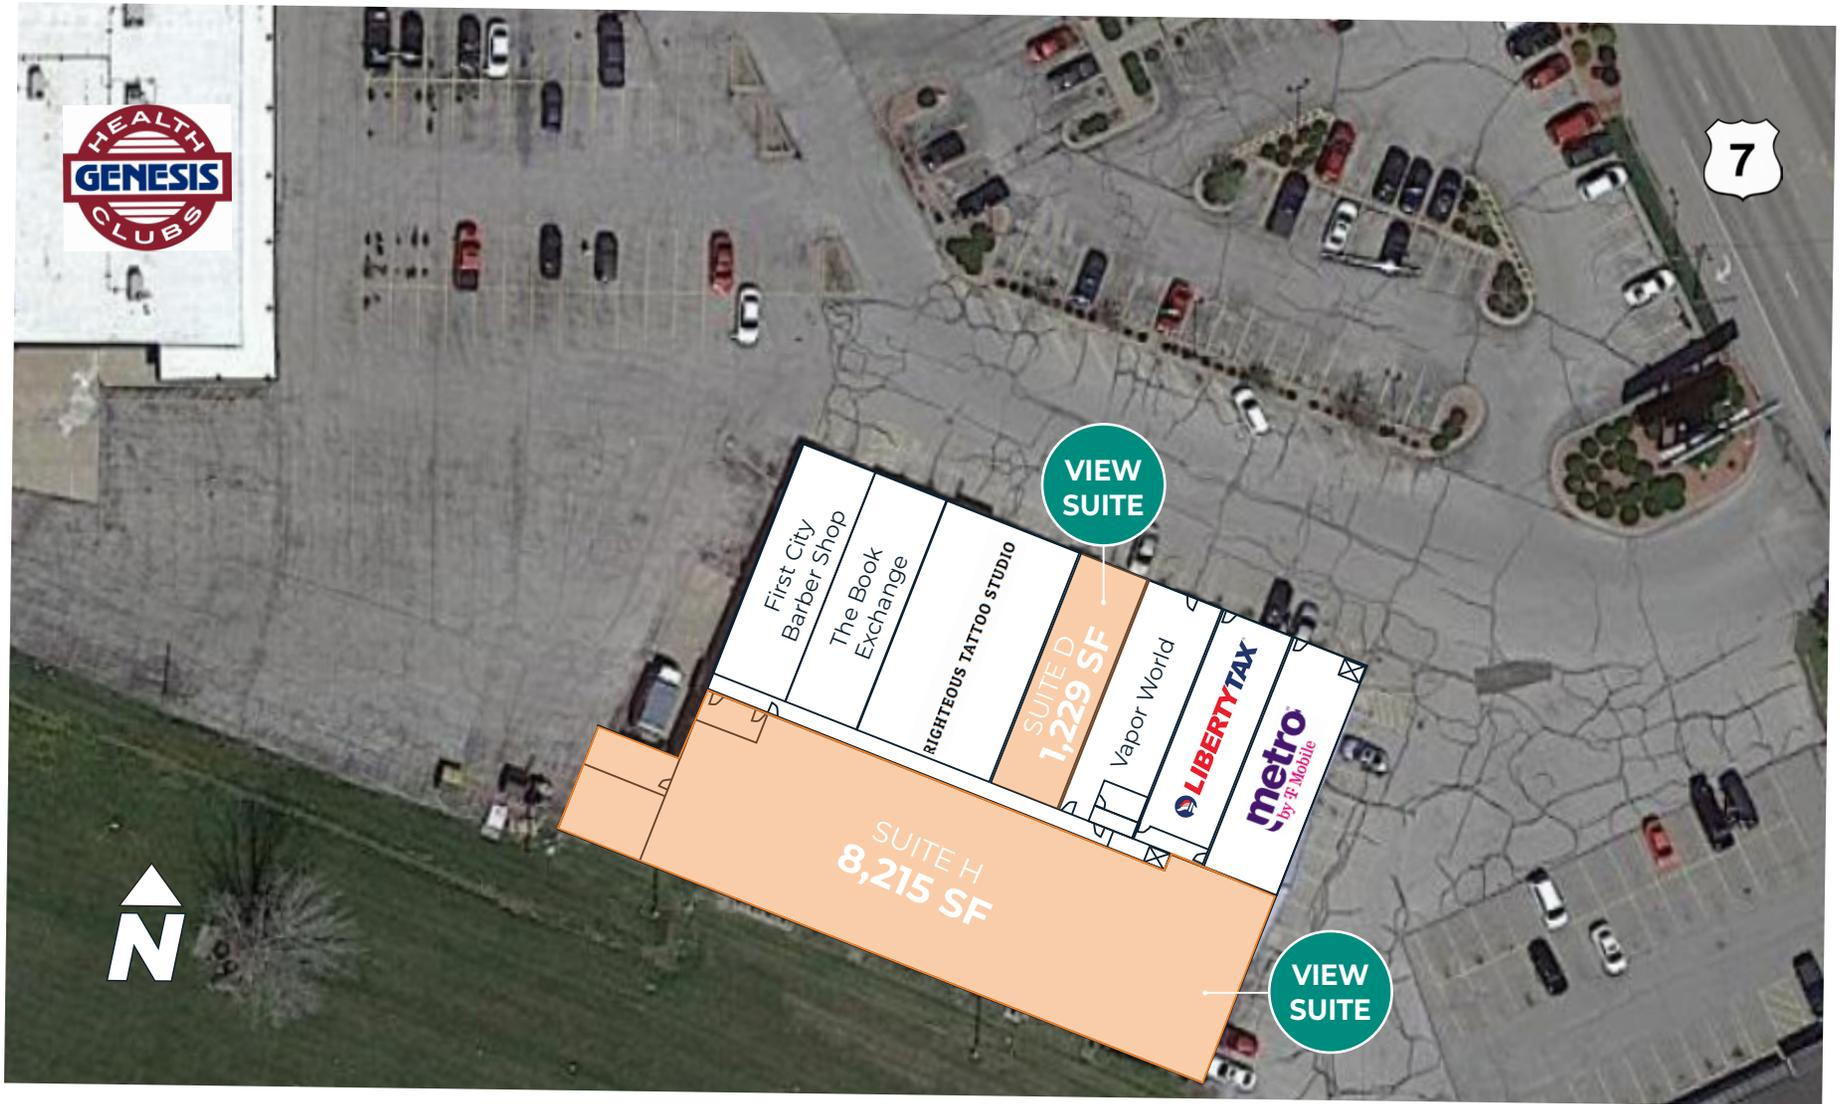 HEALTH
GENESIS
CLUBS
7
VIEW
SUITE
First City
Barber Shop
The Book
Exchange
RIGHTEOUS TATTOO STUDIO
SUITE D
1,229 SF
Vapor World
LIBERTY TAX
metro
by T Mobile
SUITE H
8,215 SF
VIEW
SUITE
N